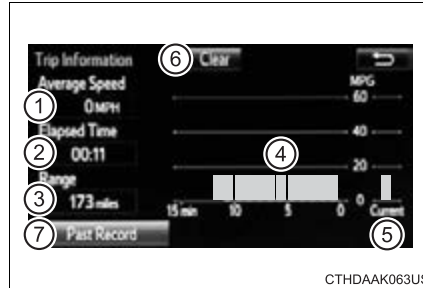 Trip Information
6
Clear
Average Speed
MPG
1
0 MPH
60
Elapsed Time
40
2
00:11
4
20
Range
3
173 miles
0
15 min
10
5
0
Current
7
Past Record
5
CTHDAAK063US